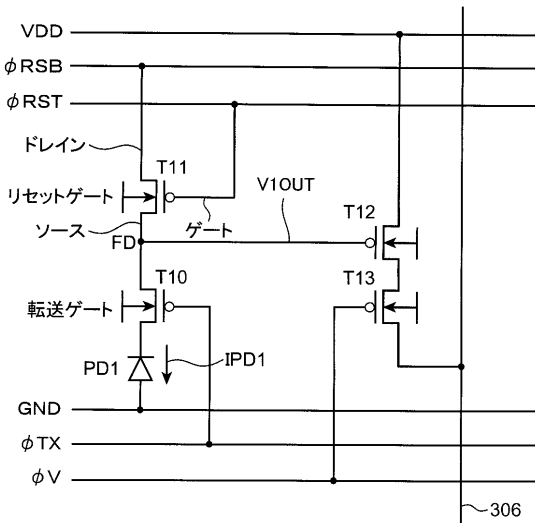 VDD
φRSB
φRST
ドレイン
T11
リセットゲート
V1OUT
T12
ソース
ゲート
FD
T10
T13
転送ゲート
PD1
IPD1
GND
φTX
φV
306